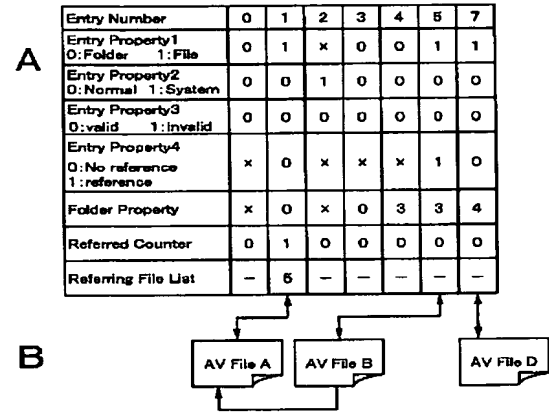 A
Entry Number 0 1 2 3 4 5 7
Entry Property1
0:Folder 1:File
0 1 × 0 0 1 1
Entry Property2
0:Normal 1:System
0 0 1 0 0 0 0
Entry Property3
0:valid 1:Invalid
0 0 0 0 0 0 0
Entry Property4
0:No reference
1:reference
× 0 × × × 1 0
Folder Property × 0 × 0 3 3 4
Referred Counter 0 1 0 0 0 0 0
Referring File List – 5 – – – – –
B
AV File A AV File B AV File D